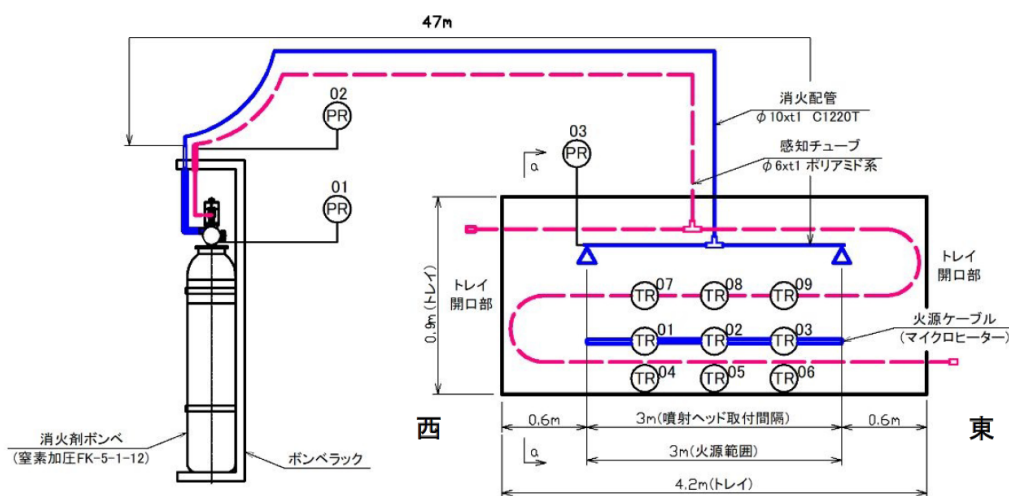 47m
02
PR
消火配管
φ10xt1 C1220T
03
PR
a
感知チューブ
φ6xt1 ポリアミド系
01
PR
トレイ
開口部
トレイ
開口部
0.9m(トレイ)
TR 07
TR 08
TR 09
火源ケーブル
(マイクロヒーター)
TR 01
TR 02
TR 03
TR 04
TR 05
TR 06
西
東
0.6m
3m(噴射ヘッド取付間隔)
0.6m
消火剤ボンベ
(窒素加圧FK-5-1-12)
ボンベラック
a
3m(火源範囲)
4.2m(トレイ)